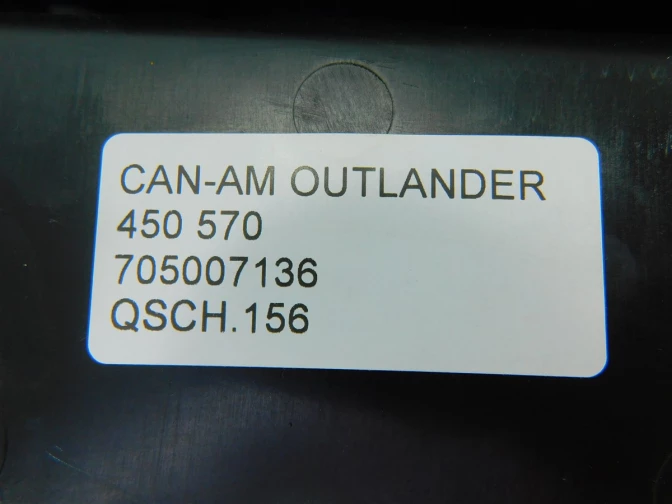 CAN-AM OUTLANDER
450 570
705007136
QSCH.156